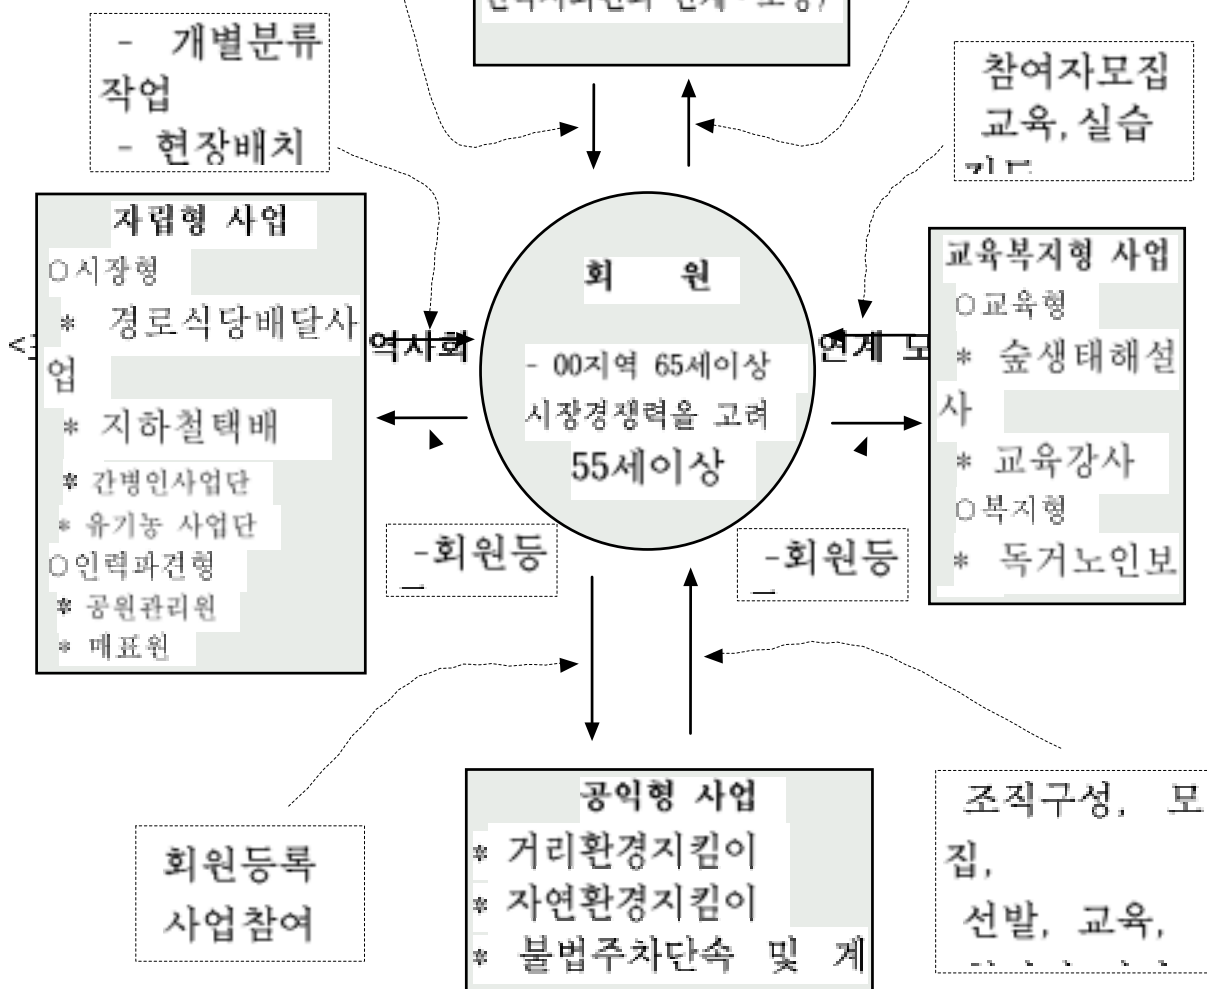 - 개별분류
작업
- 현장배치
참여자모집
교육, 실습
자립형 사업
○시장형
* 경로식당배달사
업
* 지하철택배
* 간병인사업단
* 유기농 사업단
○인력파견형
* 공원관리원
* 매표원
역사회
회 원
- 00지역 65세이상
시장경쟁력을 고려
55세이상
연계 모
교육복지형 사업
○교육형
* 숲생태해설
사
* 교육강사
○복지형
* 독거노인보
-회원등
-회원등
회원등록
사업참여
공익형 사업
* 거리환경지킴이
* 자연환경지킴이
* 불법주차단속 및 계
조직구성, 모
집,
선발, 교육,